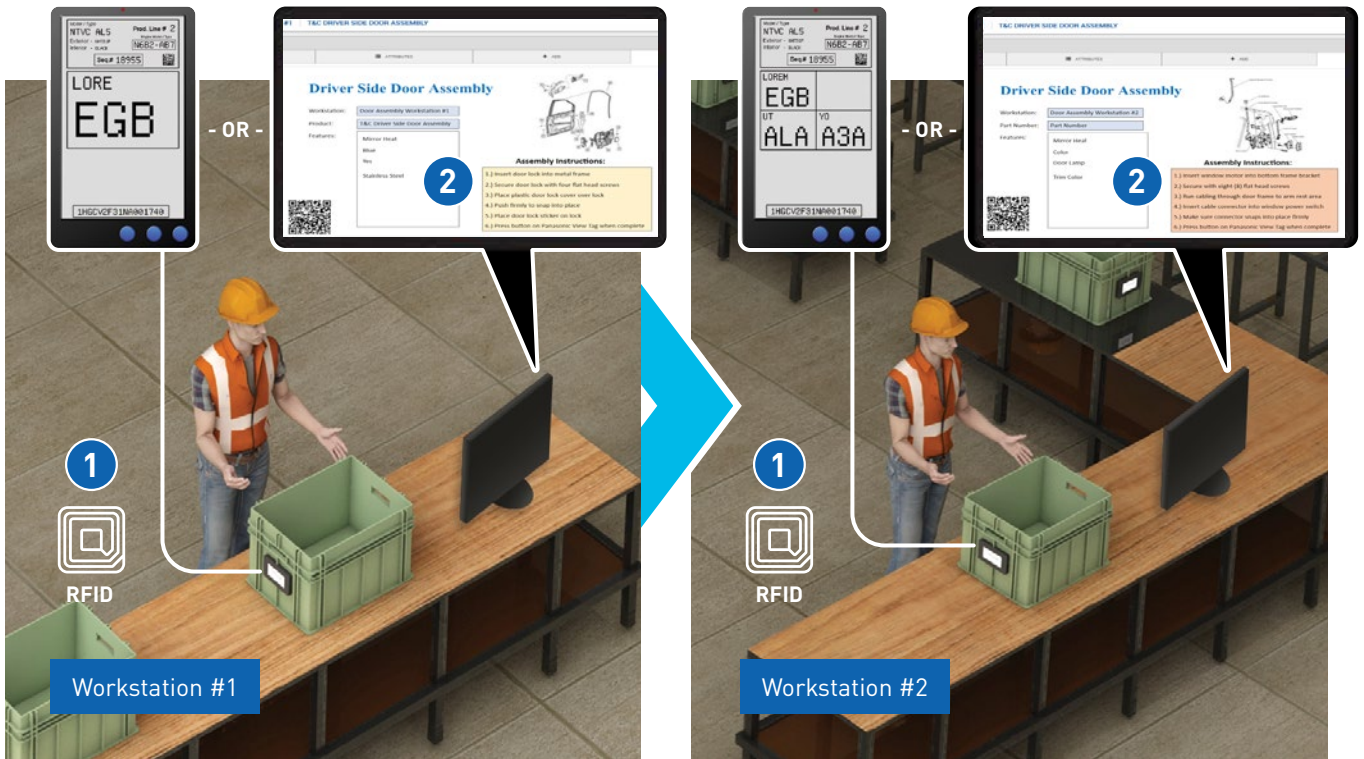 Model / Type
NTVC ALS
Prod. Line # 2
Exterior -
Interior - BLACK
N6B2-AB7
Seq# 18955
LORE
EGB
1HGCV2F31NA001740
- OR -
#1 T&C DRIVER SIDE DOOR ASSEMBLY
ATTRIBUTES
+ ADD
Driver Side Door Assembly
Workstation: Door Assembly Workstation #1
Product: T&C Driver Side Door Assembly
Features:
Mirror Heat
Blue
Yes
Stainless Steel
2
Assembly Instructions:
1.) Insert door lock into metal frame
2.) Secure door lock with four flat head screws
3.) Place plastic door lock cover over lock
4.) Push firmly to snap into place
5.) Place door lock sticker on lock
6.) Press button on Panasonic View Tag when complete
1
RFID
Workstation #1
Model / Type
NTVC ALS
Prod. Line # 2
Exterior -
Interior - BLACK
N6B2-AB7
Seq# 18955
LOREM
EGB
UT
ALA
YO
A3A
1HGCV2F31NA001740
- OR -
T&C DRIVER SIDE DOOR ASSEMBLY
ATTRIBUTES
+ ADD
Driver Side Door Assembly
Workstation: Door Assembly Workstation #2
Part Number: Part Number
Features:
Mirror Heat
Color
Door Lamp
Trim Color
2
Assembly Instructions:
1.) Insert window motor into bottom frame bracket
2.) Secure with eight (8) flat head screws
3.) Run cabling through door frame to arm rest area
4.) Insert cable connector into window power switch
5.) Make sure connector snaps into place firmly
6.) Press button on Panasonic View Tag when complete
1
RFID
Workstation #2